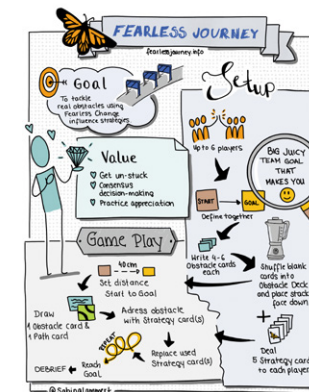 FEARLESS JOURNEY
fearlessjourney.info
Goal
To tackle
real obstacles using
Fearless Change
influence strategies
Setup
Up to 6 players
BIG JUICY
TEAM GOAL
THAT
MAKES YOU
START
GOAL
Define together
Value
Get un-stuck
Consensus
decision-making
Practice appreciation
Write 4-6
Obstacle cards
each
Shuffle blank
cards into
Obstacle Deck
and place stack
face down
Deal
5 Strategy cards
to each player
Game Play
40cm
Set distance
Start to Goal
Draw
1 Obstacle card &
1 Path card
Adress obstacle
with Strategy card(s)
REPEAT
Replace used
Strategy card(s)
Reach
Goal
DEBRIEF